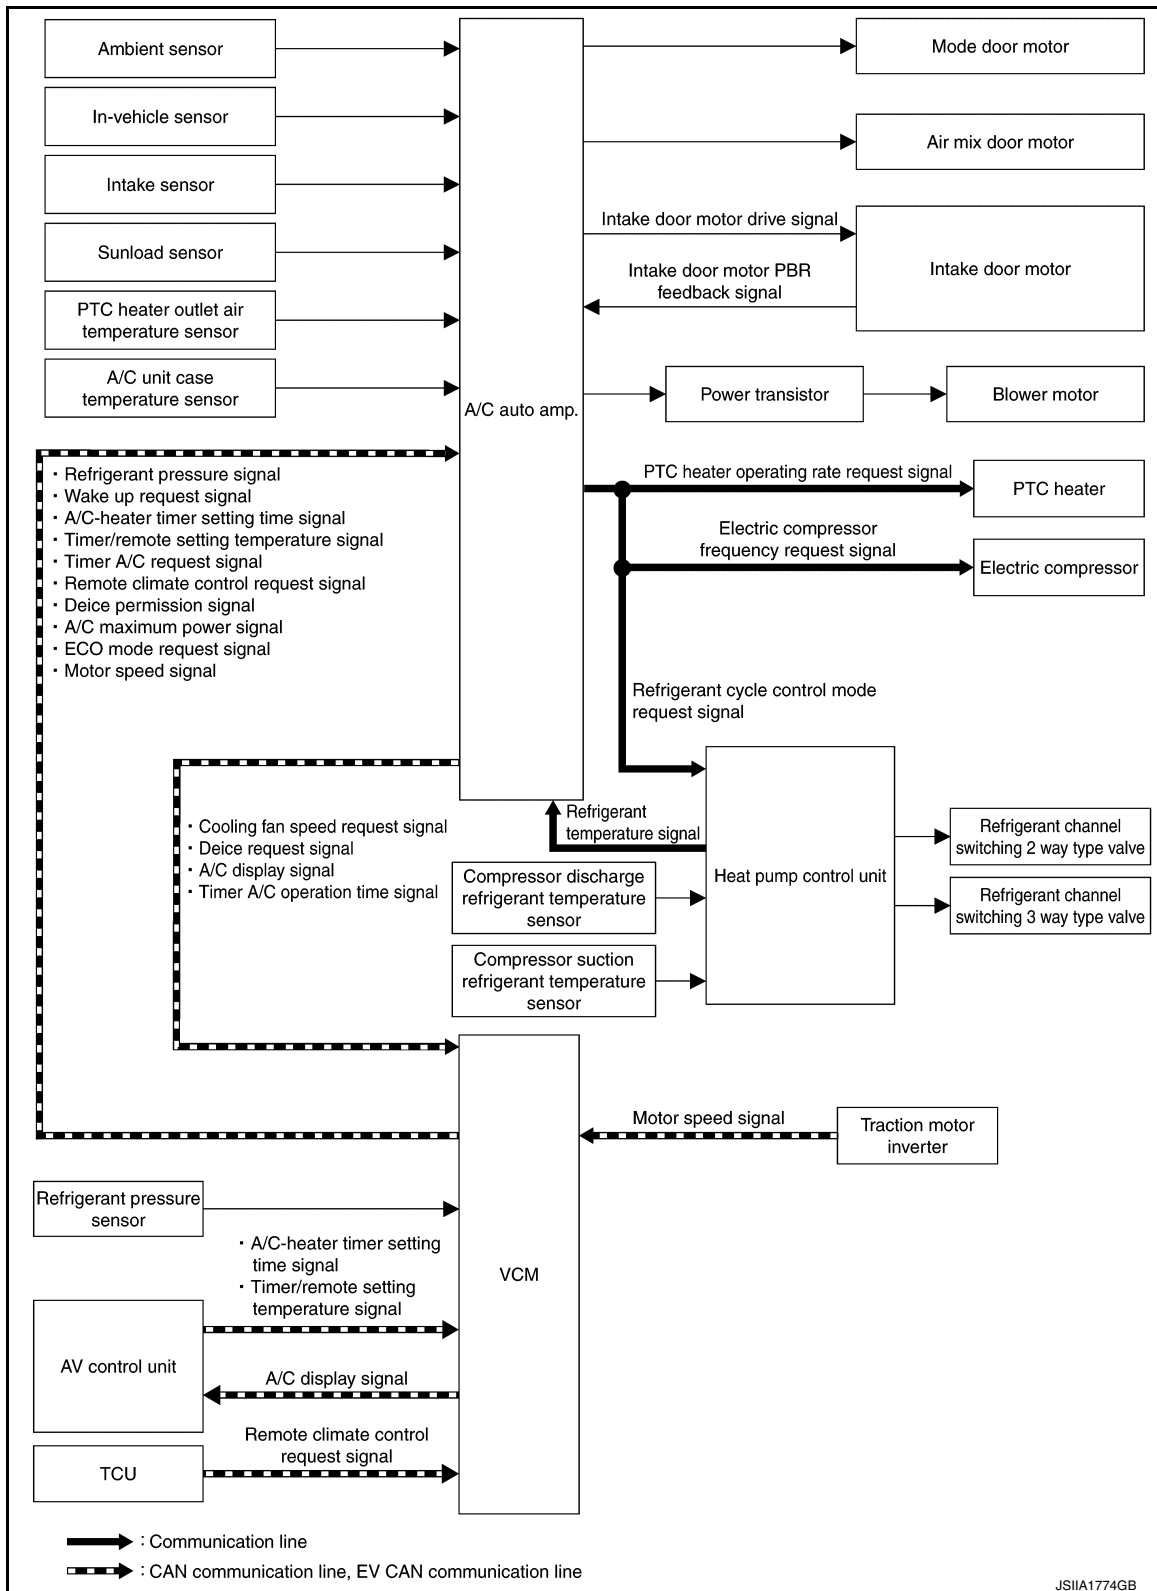 Ambient sensor
In-vehicle sensor
Intake sensor
Sunload sensor
PTC heater outlet air
temperature sensor
A/C unit case
temperature sensor
A/C auto amp.
Mode door motor
Air mix door motor
Intake door motor drive signal
Intake door motor PBR
feedback signal
Intake door motor
Power transistor
Blower motor
PTC heater operating rate request signal
PTC heater
Electric compressor
frequency request signal
Electric compressor
・Refrigerant pressure signal
・Wake up request signal
・A/C-heater timer setting time signal
・Timer/remote setting temperature signal
・Timer A/C request signal
・Remote climate control request signal
・Deice permission signal
・A/C maximum power signal
・ECO mode request signal
・Motor speed signal
Refrigerant cycle control mode
request signal
・Cooling fan speed request signal
・Deice request signal
・A/C display signal
・Timer A/C operation time signal
Refrigerant
temperature signal
Compressor discharge
refrigerant temperature
sensor
Compressor suction
refrigerant temperature
sensor
Heat pump control unit
Refrigerant channel
switching 2 way type valve
Refrigerant channel
switching 3 way type valve
Motor speed signal
Traction motor
inverter
Refrigerant pressure
sensor
・A/C-heater timer setting
time signal
・Timer/remote setting
temperature signal
VCM
AV control unit
A/C display signal
Remote climate control
request signal
TCU
: Communication line
: CAN communication line, EV CAN communication line
JSIIA1774GB